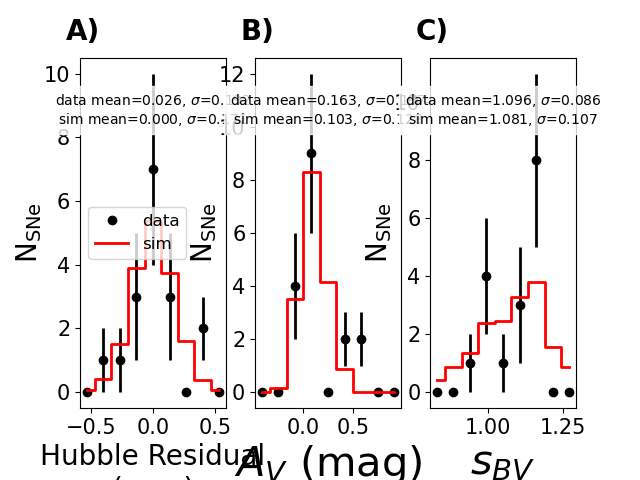 A)
B)
C)
data mean=0.026, σ=0.
sim mean=0.000, σ=0.
data mean=0.163, σ=0.
sim mean=0.103, σ=0.1
data mean=1.096, σ=0.086
sim mean=1.081, σ=0.107
10
8
6
4
2
0
N_SNe
data
sim
−0.5
0.0
0.5
Hubble Residual
12
10
8
6
4
2
0
N_SNe
0.0
0.5
A_V (mag)
8
6
4
2
0
N_SNe
1.00
1.25
s_BV